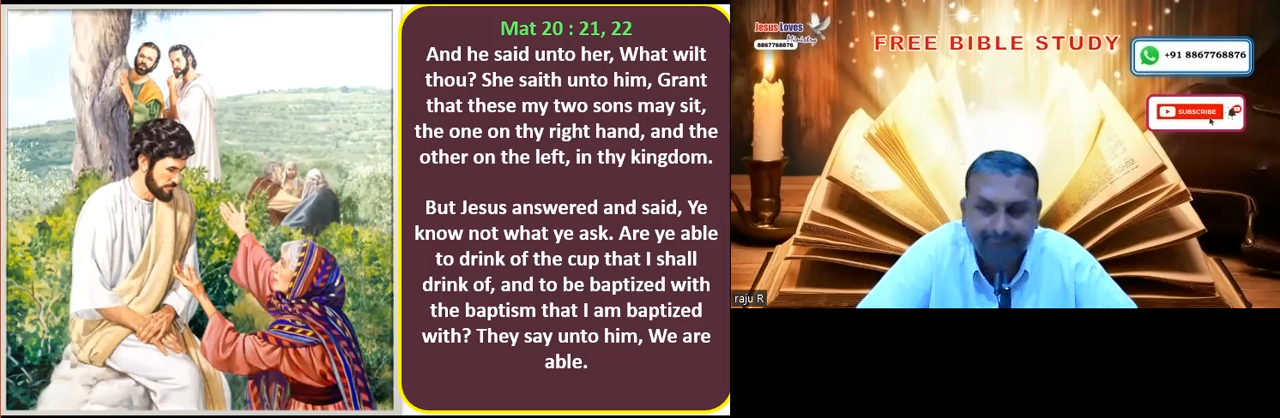 Mat 20 : 21, 22
And he said unto her, What wilt
thou? She saith unto him, Grant
that these my two sons may sit,
the one on thy right hand, and the
other on the left, in thy kingdom.
But Jesus answered and said, Ye
know not what ye ask. Are ye able
to drink of the cup that I shall
drink of, and to be baptized with
the baptism that I am baptized
with? They say unto him, We are
able.
Jesus Loves
Ministry
8867768876
FREE BIBLE STUDY
+91 8867768876
SUBSCRIBE
raju R